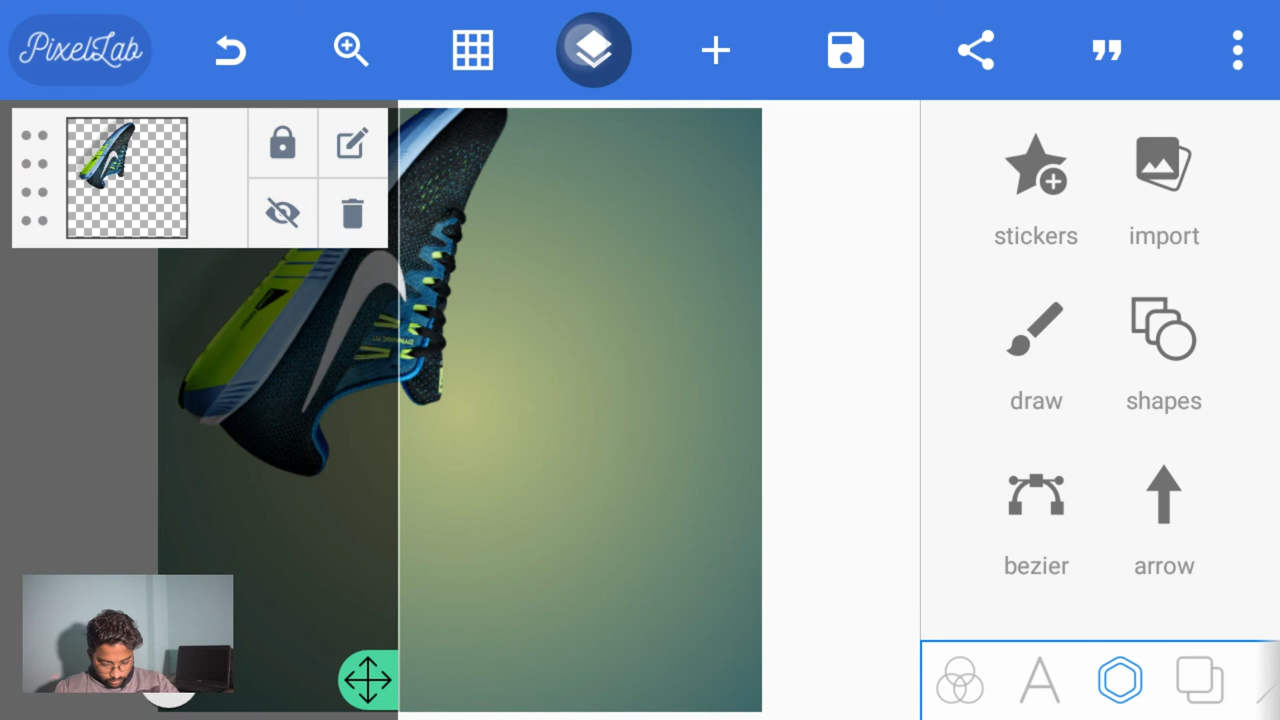 PixelLab
stickers
import
draw
shapes
bezier
arrow